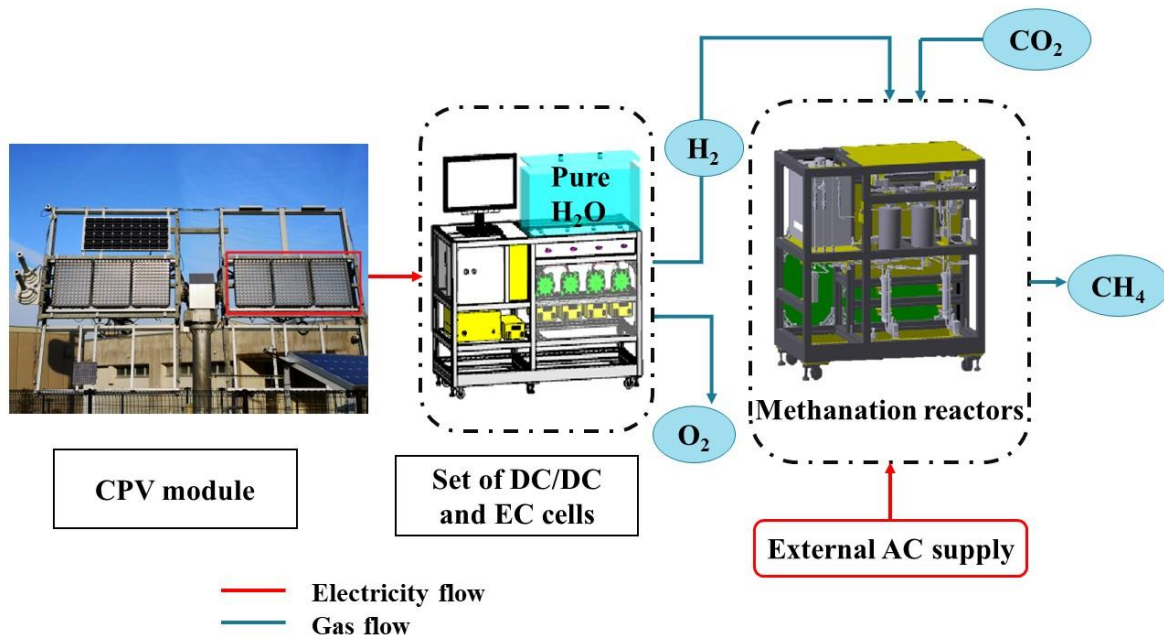 CO₂
H₂
Pure
H₂O
CH₄
Methanation reactors
O₂
CPV module
Set of DC/DC
and EC cells
External AC supply
Electricity flow
Gas flow